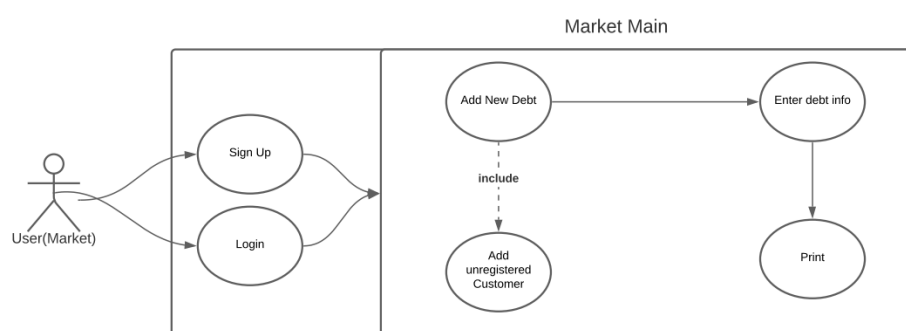 Market Main
Add New Debt
Enter debt info
Sign Up
include
User(Market)
Login
Add
unregistered
Customer
Print